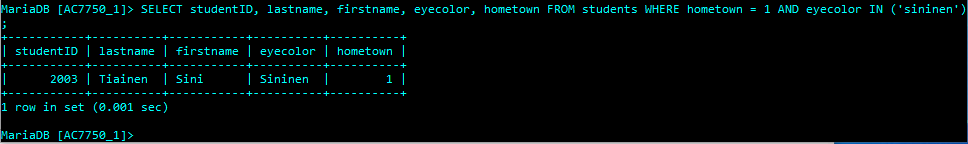 MariaDB [AC7750_1]> SELECT studentID, lastname, firstname, eyecolor, hometown FROM students WHERE hometown = 1 AND eyecolor IN ('sininen')
;
+-----------+----------+-----------+----------+----------+
| studentID | lastname | firstname | eyecolor | hometown |
+-----------+----------+-----------+----------+----------+
|      2003 | Tiainen  | Sini      | Sininen  |        1 |
+-----------+----------+-----------+----------+----------+
1 row in set (0.001 sec)
MariaDB [AC7750_1]>